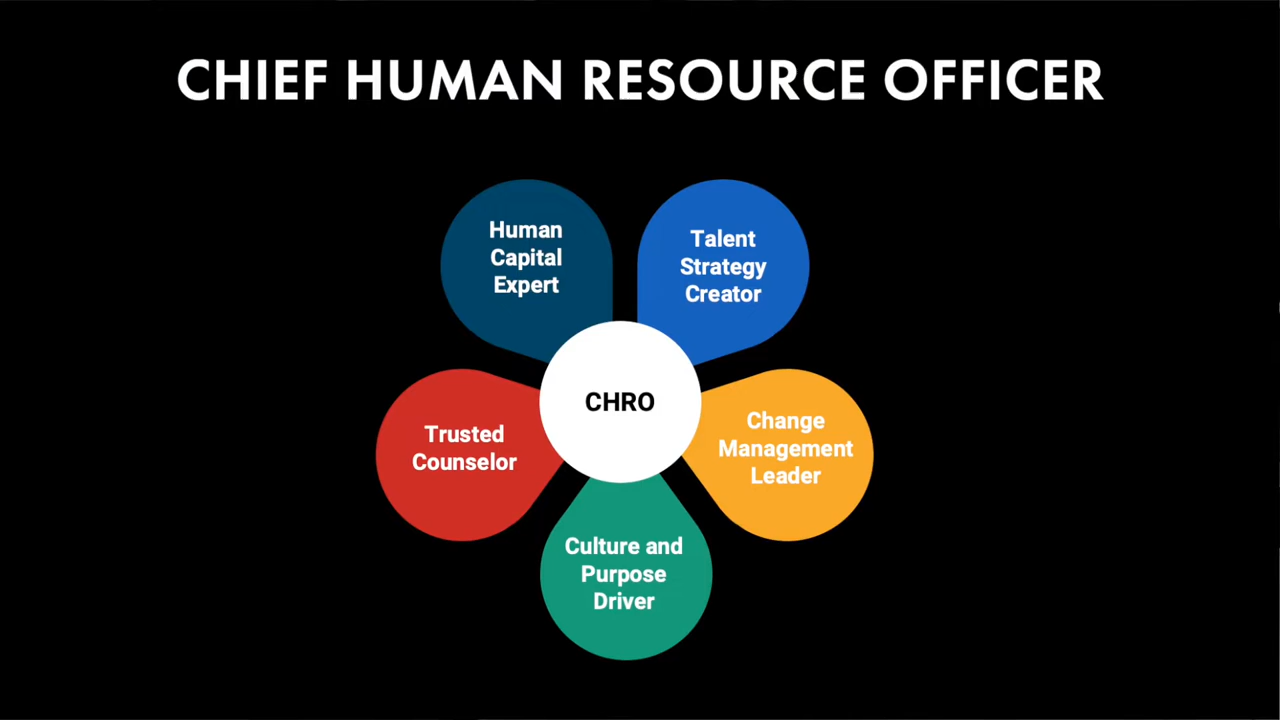 CHIEF HUMAN RESOURCE OFFICER
Human
Capital
Expert
Talent
Strategy
Creator
CHRO
Trusted
Counselor
Change
Management
Leader
Culture and
Purpose
Driver